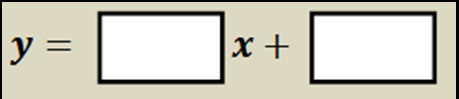 y = x +